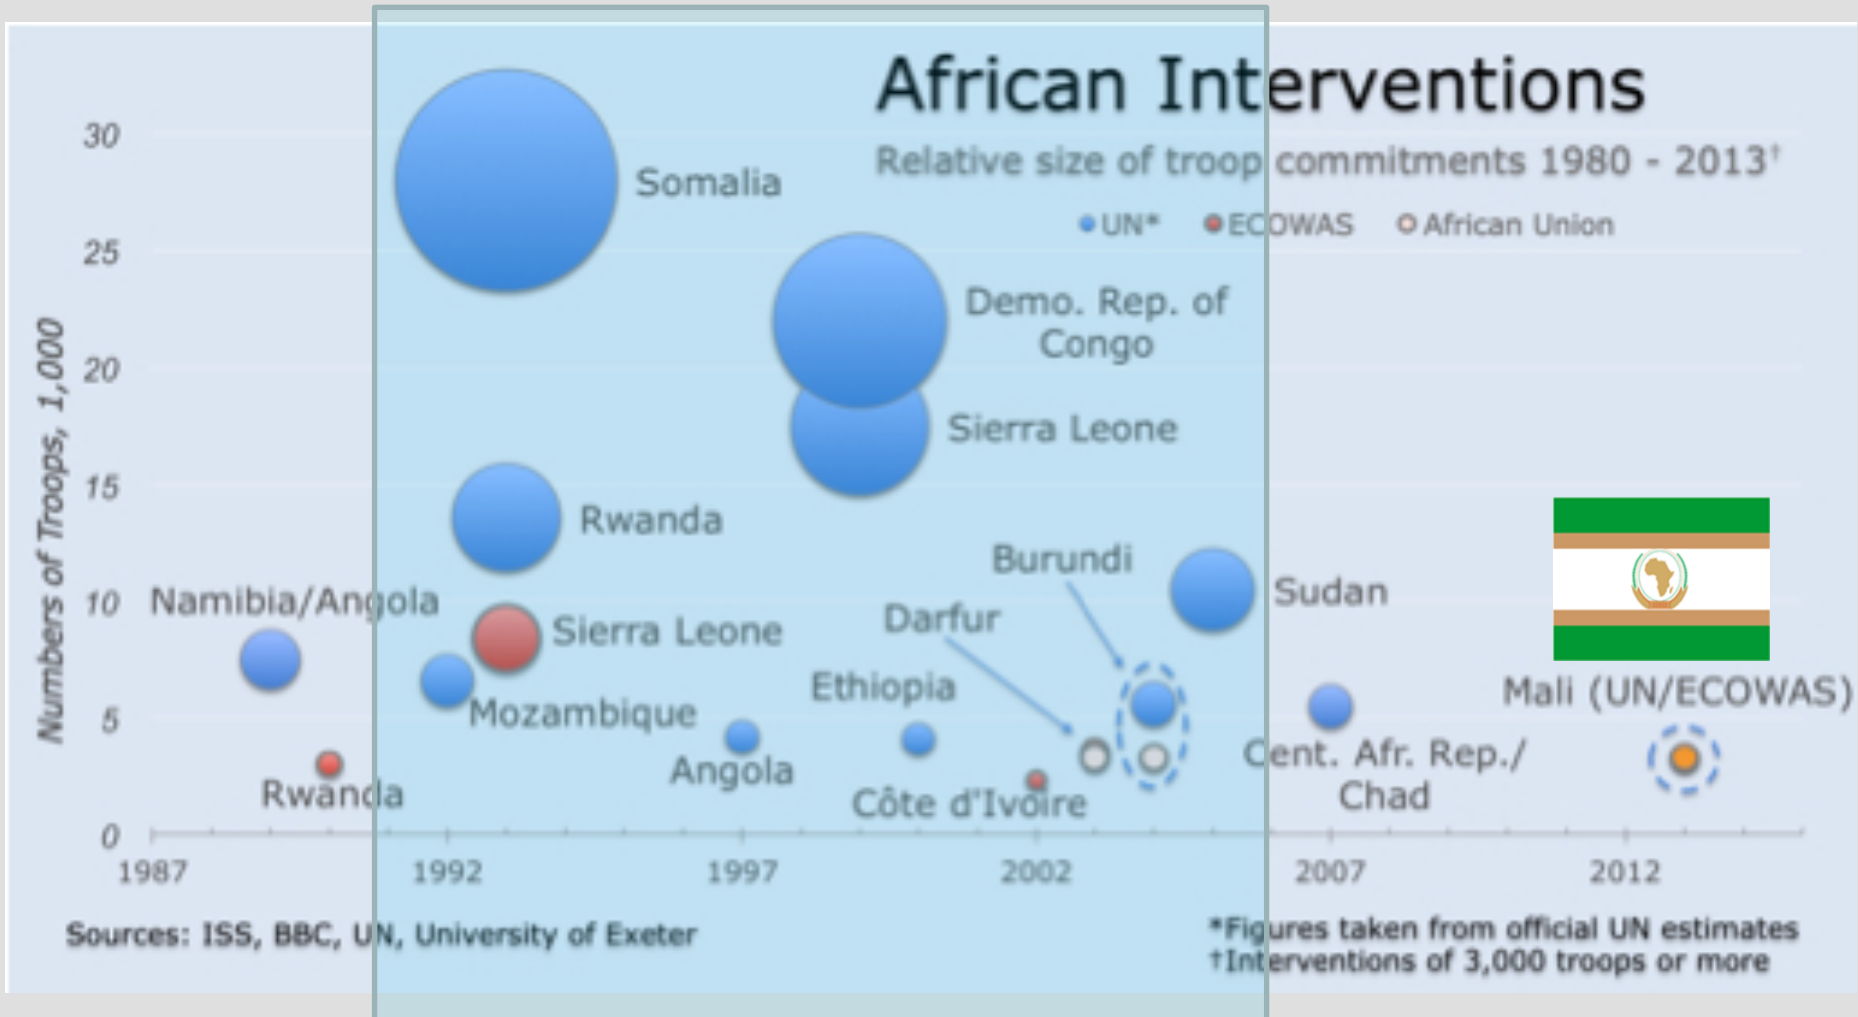 African Interventions
Relative size of troop commitments 1980 - 2013†
UN* ECOWAS African Union
Numbers of Troops, 1,000
30
25
20
15
10
5
0
Somalia
Demo. Rep. of
Congo
Sierra Leone
Rwanda
Burundi
Sudan
Namibia/Angola
Darfur
Sierra Leone
Ethiopia
Mali (UN/ECOWAS)
Mozambique
Cent. Afr. Rep./
Chad
Angola
Rwanda
Côte d'Ivoire
1987 1992 1997 2002 2007 2012
Sources: ISS, BBC, UN, University of Exeter
*Figures taken from official UN estimates
†Interventions of 3,000 troops or more